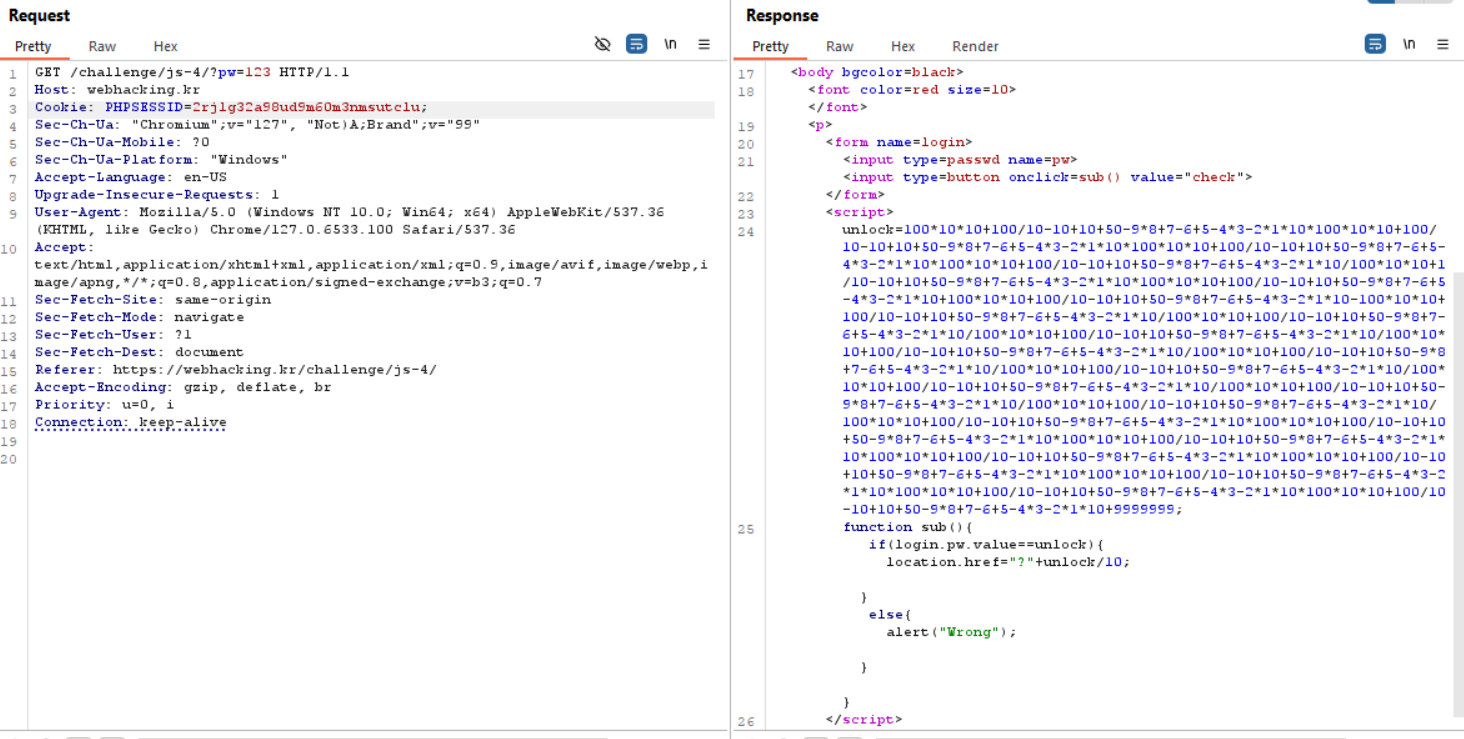 Request
Pretty Raw Hex
\n
1 GET /challenge/js-4/?pw=123 HTTP/1.1
2 Host: webhacking.kr
3 Cookie: PHPSESSID=2rjlg32a98ud9m60m3nmsutclu;
4 Sec-Ch-Ua: "Chromium";v="127", "Not)A;Brand";v="99"
5 Sec-Ch-Ua-Mobile: ?0
6 Sec-Ch-Ua-Platform: "Windows"
7 Accept-Language: en-US
8 Upgrade-Insecure-Requests: 1
9 User-Agent: Mozilla/5.0 (Windows NT 10.0; Win64; x64) AppleWebKit/537.36
(KHTML, like Gecko) Chrome/127.0.6533.100 Safari/537.36
10 Accept:
text/html,application/xhtml+xml,application/xml;q=0.9,image/avif,image/webp,i
mage/apng,*/*;q=0.8,application/signed-exchange;v=b3;q=0.7
11 Sec-Fetch-Site: same-origin
12 Sec-Fetch-Mode: navigate
13 Sec-Fetch-User: ?1
14 Sec-Fetch-Dest: document
15 Referer: https://webhacking.kr/challenge/js-4/
16 Accept-Encoding: gzip, deflate, br
17 Priority: u=0, i
18 Connection: keep-alive
19
20
Response
Pretty Raw Hex Render
\n
17 <body bgcolor=black>
18 <font color=red size=10>
</font>
19 <p>
20 <form name=login>
21 <input type=passwd name=pw>
<input type=button onclick=sub() value="check">
22 </form>
23 <script>
24 unlock=100*10*10+100/10-10+10+50-9*8+7-6+5-4*3-2*1*10*100*10*10+100/
10-10+10+50-9*8+7-6+5-4*3-2*1*10*100*10*10+100/10-10+10+50-9*8+7-6+5-
4*3-2*1*10*100*10*10+100/10-10+10+50-9*8+7-6+5-4*3-2*1*10/100*10*10+1
/10-10+10+50-9*8+7-6+5-4*3-2*1*10*100*10*10+100/10-10+10+50-9*8+7-6+5
-4*3-2*1*10*100*10*10+100/10-10+10+50-9*8+7-6+5-4*3-2*1*10-100*10*10+
100/10-10+10+50-9*8+7-6+5-4*3-2*1*10/100*10*10+100/10-10+10+50-9*8+7-
6+5-4*3-2*1*10/100*10*10+100/10-10+10+50-9*8+7-6+5-4*3-2*1*10/100*10*
10+100/10-10+10+50-9*8+7-6+5-4*3-2*1*10/100*10*10+100/10-10+10+50-9*8
+7-6+5-4*3-2*1*10/100*10*10+100/10-10+10+50-9*8+7-6+5-4*3-2*1*10/100*
10*10+100/10-10+10+50-9*8+7-6+5-4*3-2*1*10/100*10*10+100/10-10+10+50-
9*8+7-6+5-4*3-2*1*10/100*10*10+100/10-10+10+50-9*8+7-6+5-4*3-2*1*10/
100*10*10+100/10-10+10+50-9*8+7-6+5-4*3-2*1*10*100*10*10+100/10-10+10
+50-9*8+7-6+5-4*3-2*1*10*100*10*10+100/10-10+10+50-9*8+7-6+5-4*3-2*1*
10*100*10*10+100/10-10+10+50-9*8+7-6+5-4*3-2*1*10*100*10*10+100/10-10
+10+50-9*8+7-6+5-4*3-2*1*10*100*10*10+100/10-10+10+50-9*8+7-6+5-4*3-2
*1*10*100*10*10+100/10-10+10+50-9*8+7-6+5-4*3-2*1*10*100*10*10+100/10
-10+10+50-9*8+7-6+5-4*3-2*1*10+9999999;
25 function sub(){
if(login.pw.value==unlock){
location.href="?"+unlock/10;
}
else{
alert("Wrong");
}
}
26 </script>